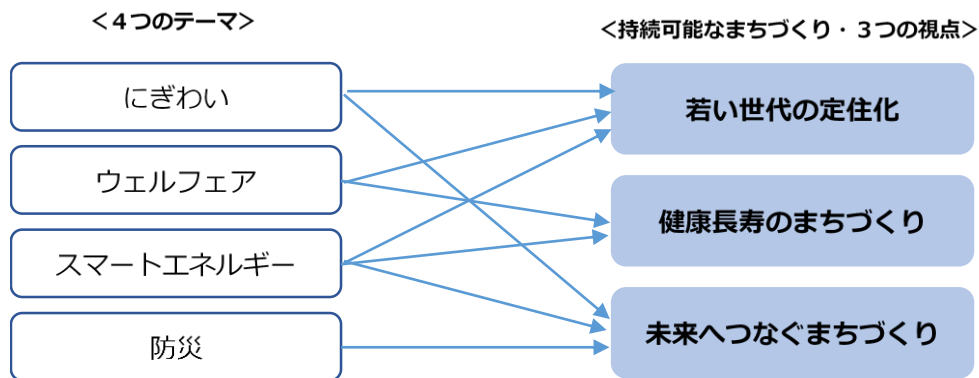 ＜４つのテーマ＞
＜持続可能なまちづくり・３つの視点＞
にぎわい
若い世代の定住化
ウェルフェア
健康長寿のまちづくり
スマートエネルギー
未来へつなぐまちづくり
防災